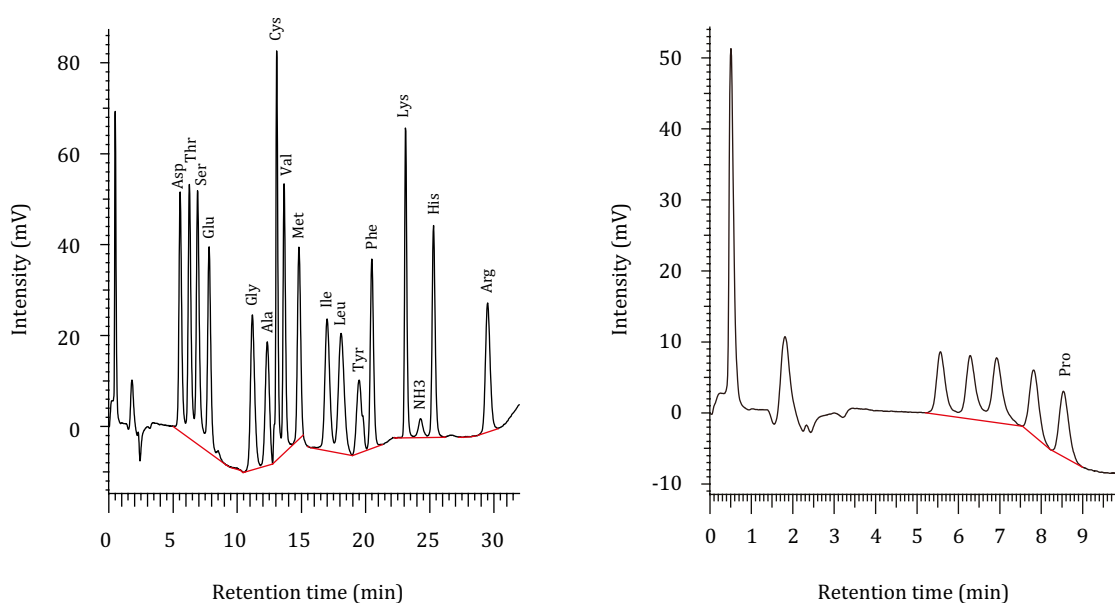 Cys
80
60
40
20
0
Intensity (mV)
Asp
Thr
Ser
Glu
Gly
Ala
Val
Met
Ile
Leu
Tyr
Phe
Lys
NH3
His
Arg
0 5 10 15 20 25 30
Retention time (min)
50
40
30
20
10
0
-10
Intensity (mV)
Pro
0 1 2 3 4 5 6 7 8 9
Retention time (min)